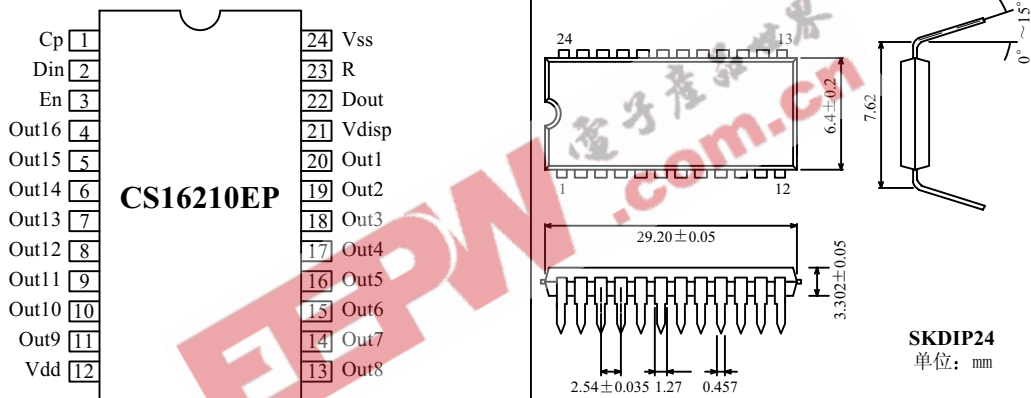 Cp 1
Din 2
En 3
Out16 4
Out15 5
Out14 6
Out13 7
Out12 8
Out11 9
Out10 10
Out9 11
Vdd 12
CS16210EP
24 Vss
23 R
22 Dout
21 Vdisp
20 Out1
19 Out2
18 Out3
17 Out4
16 Out5
15 Out6
14 Out7
13 Out8
24
13
1
12
6.4±0.2
7.62
0°~15°
29.20±0.05
3.302±0.05
2.54±0.035
1.27
0.457
SKDIP24
单位：mm
EEPW.com.cn
電子產品世界